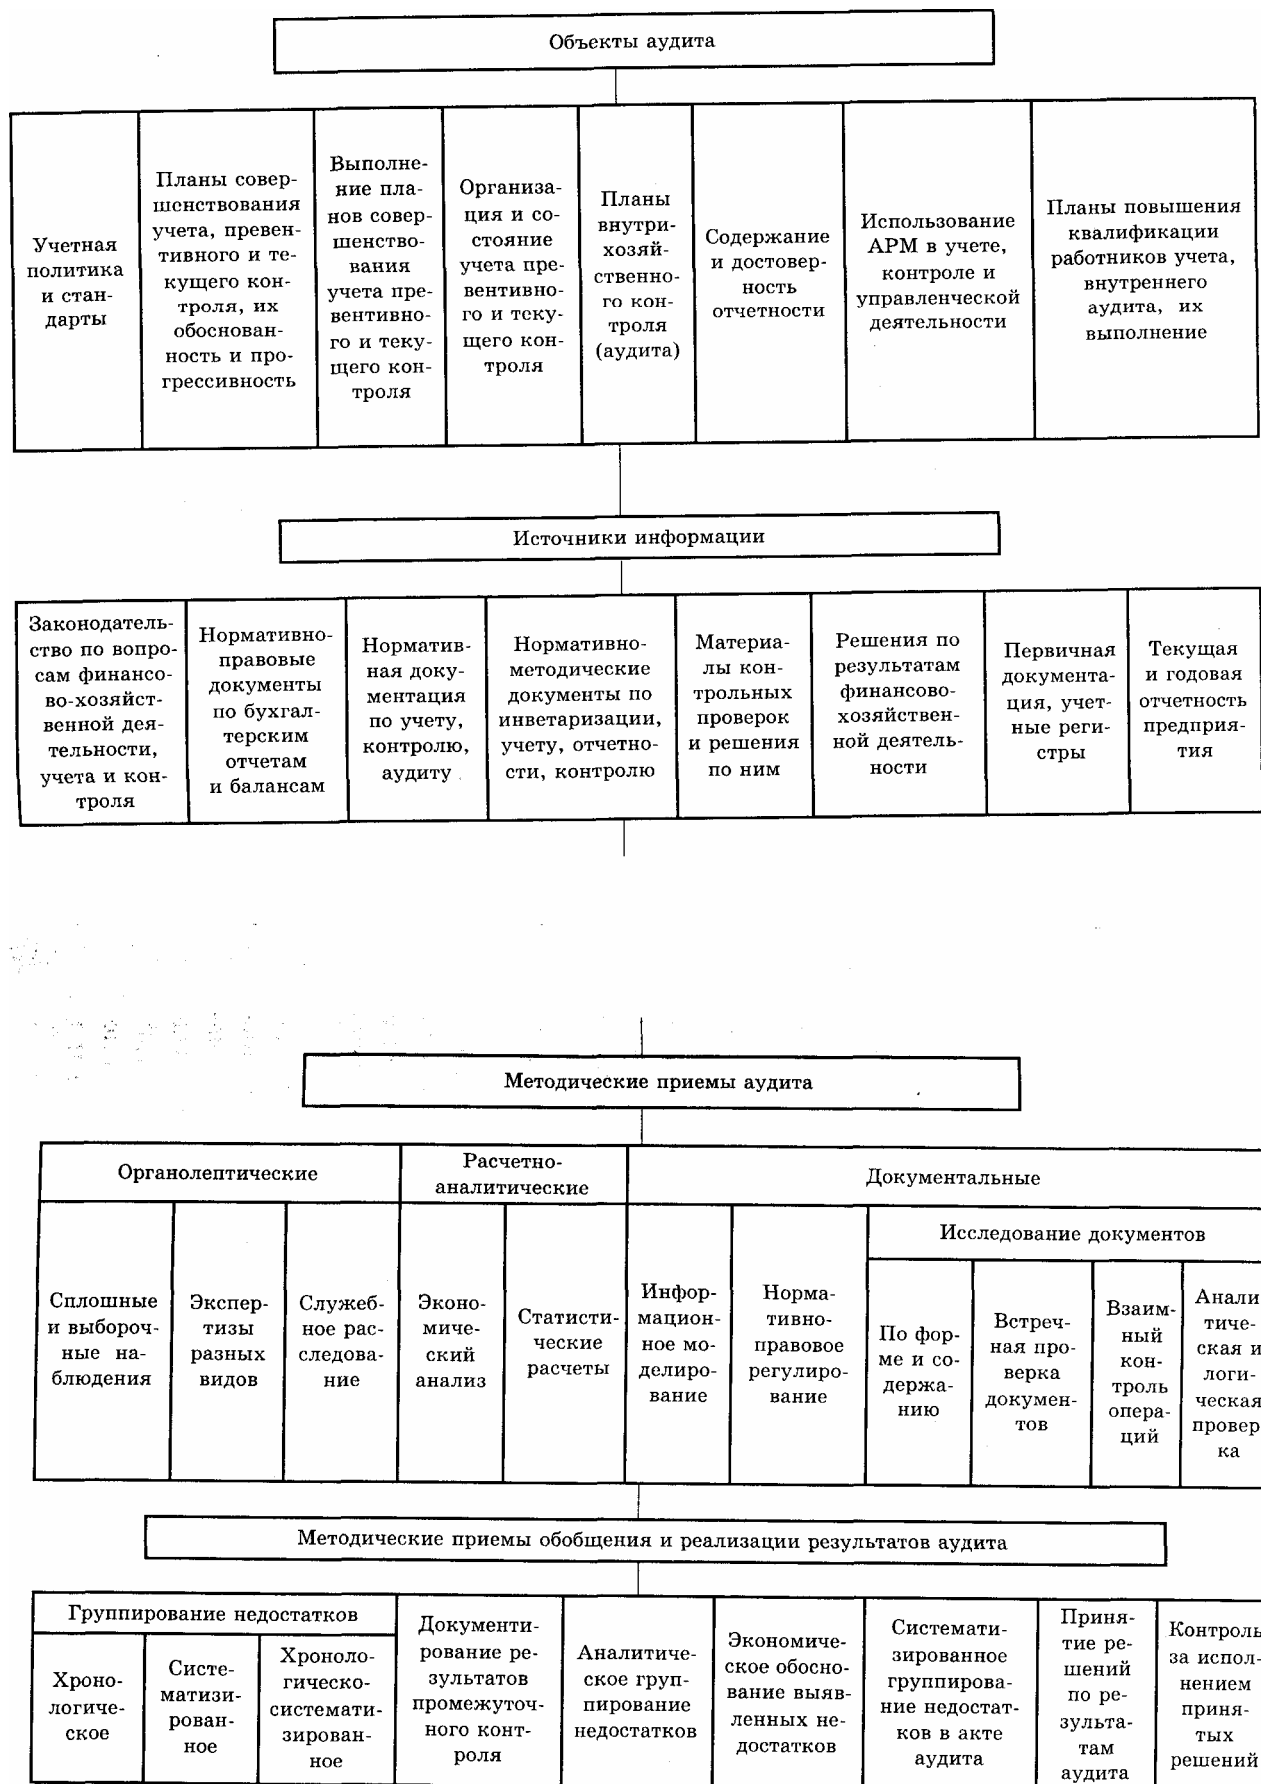 Объекты аудита
Учетная
политика
и стан-
дарты
Планы совер-
шенствования
учета, превен-
тивного и те-
кущего кон-
троля, их
обоснован-
ность и про-
грессивность
Выполне-
ние пла-
нов совер-
шенство-
вания
учета пре-
вентивно-
го и теку-
щего кон-
троля
Организа-
ция и со-
стояние
учета пре-
вентивно-
го и теку-
щего кон-
троля
Планы
внутри-
хозяй-
ственно-
го кон-
троля
(аудита)
Содержание
и достовер-
ность
отчетности
Использование
АРМ в учете,
контроле и
управленческой
деятельности
Планы повышения
квалификации
работников учета,
внутреннего
аудита, их
выполнение
Источники информации
Законодатель-
ство по вопро-
сам финансо-
во-хозяйст-
венной дея-
тельности,
учета и кон-
троля
Нормативно-
правовые
документы
по бухгал-
терским
отчетам
и балансам
Норматив-
ная доку-
ментация
по учету,
контролю,
аудиту
Нормативно-
методические
документы по
инветаризации,
учету, отчетно-
сти, контролю
Материа-
лы кон-
трольных
проверок
и решения
по ним
Решения по
результатам
финансово-
хозяйствен-
ной деятель-
ности
Первичная
документа-
ция, учет-
ные реги-
стры
Текущая
и годовая
отчетность
предприя-
тия
Методические приемы аудита
Органолептические
Расчетно-
аналитические
Документальные
Исследование документов
Сплошные
и выбороч-
ные на-
блюдения
Экспер-
тизы
разных
видов
Служеб-
ное рас-
следова-
ние
Эконо-
миче-
ский
анализ
Статисти-
ческие
расчеты
Инфор-
мацион-
ное мо-
делиро-
вание
Норма-
тивно-
правовое
регулиро-
вание
По фор-
ме и со-
держа-
нию
Встреч-
ная про-
верка
докумен-
тов
Взаим-
ный
кон-
троль
опера-
ций
Анали
тиче-
ская и
логи-
ческая
провер
ка
Методические приемы обобщения и реализации результатов аудита
Группирование недостатков
Хроно-
логиче-
ское
Систе-
матизи-
рован-
ное
Хроноло-
гическо-
системати-
зирован-
ное
Документи-
рование ре-
зультатов
промежуточ-
ного конт-
роля
Аналитиче-
ское груп-
пирование
недостатков
Экономиче-
ское обосно-
вание выяв-
ленных не-
достатков
Системати-
зированное
группирова-
ние недостат-
ков в акте
аудита
Приня-
тие ре-
шений
по ре-
зульта-
там
аудита
Контроль
за испол-
нением
приня-
тых
решений